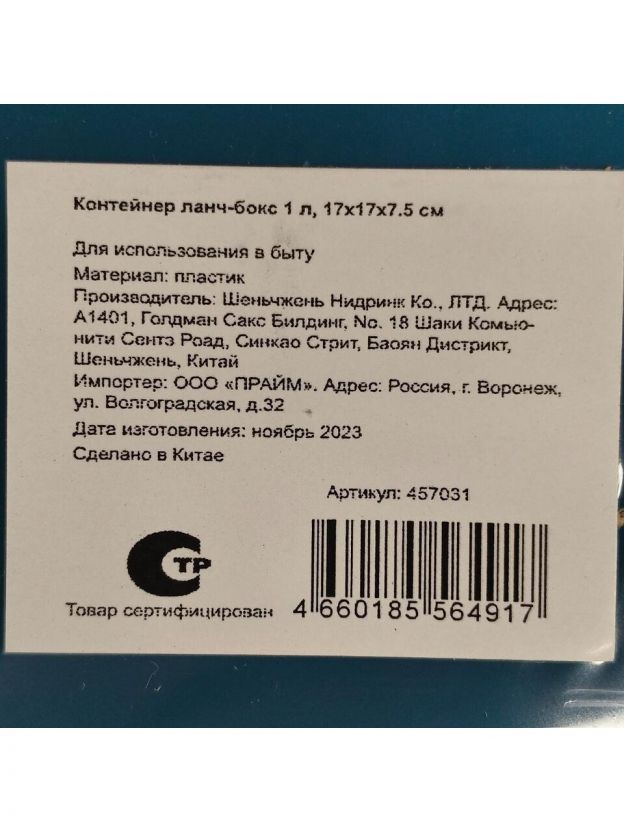 Контейнер ланч-бокс 1 л, 17х17х7.5 см
Для использования в быту
Материал: пластик
Производитель: Шеньчжень Нидринк Ко., ЛТД. Адрес:
А1401, Голдман Сакс Билдинг, No. 18 Шаки Комью-
нити Сентэ Роад, Синкао Стрит, Баоян Дистрикт,
Шеньчжень, Китай
Импортер: ООО «ПРАЙМ». Адрес: Россия, г. Воронеж,
ул. Волгоградская, д.32
Дата изготовления: ноябрь 2023
Сделано в Китае
Артикул: 457031
ТР
Товар сертифицирован
4 660185 564917